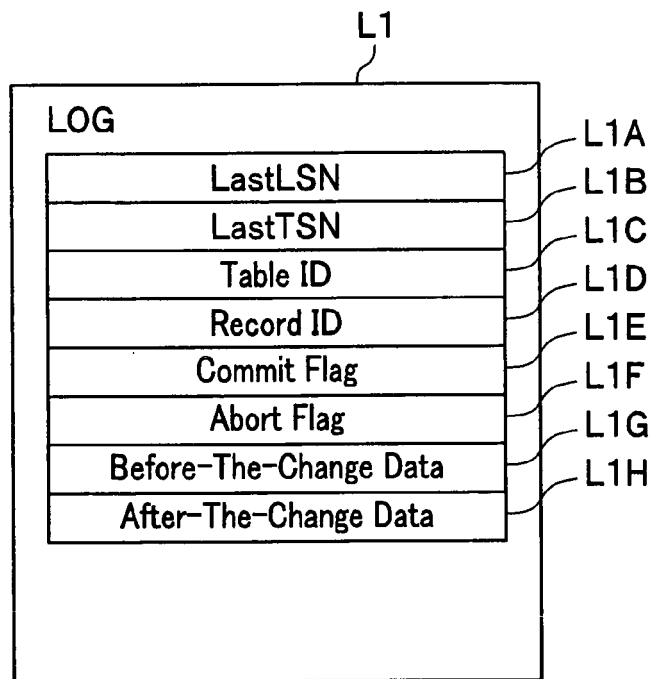 L1
LOG
LastLSN L1A
LastTSN L1B
Table ID L1C
Record ID L1D
Commit Flag L1E
Abort Flag L1F
Before-The-Change Data L1G
After-The-Change Data L1H